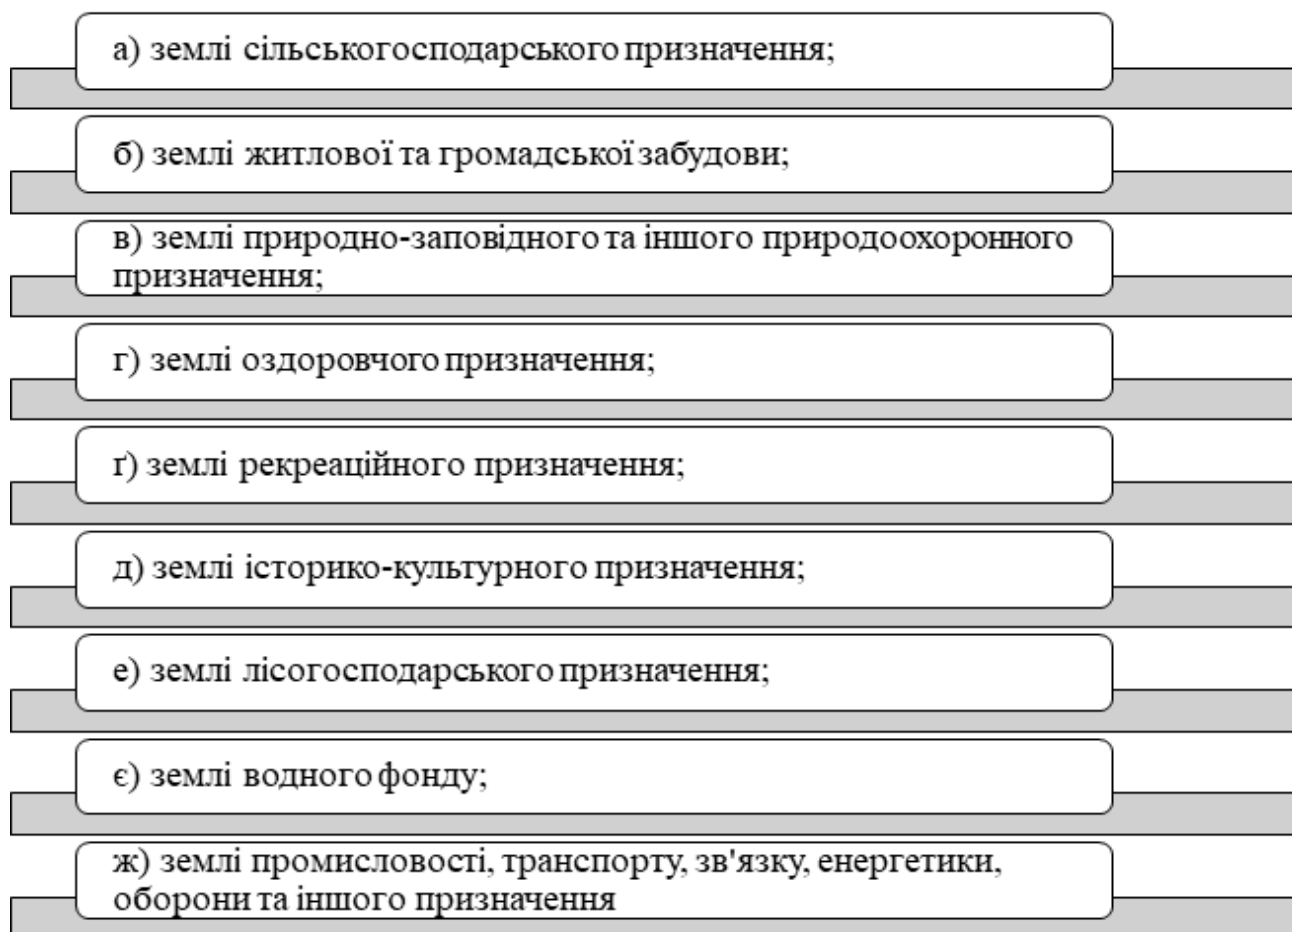 а) землі сільськогосподарського призначення;
б) землі житлової та громадської забудови;
в) землі природно-заповідного та іншого природоохоронного
призначення;
г) землі оздоровчого призначення;
ґ) землі рекреаційного призначення;
д) землі історико-культурного призначення;
е) землі лісогосподарського призначення;
є) землі водного фонду;
ж) землі промисловості, транспорту, зв'язку, енергетики,
оборони та іншого призначення